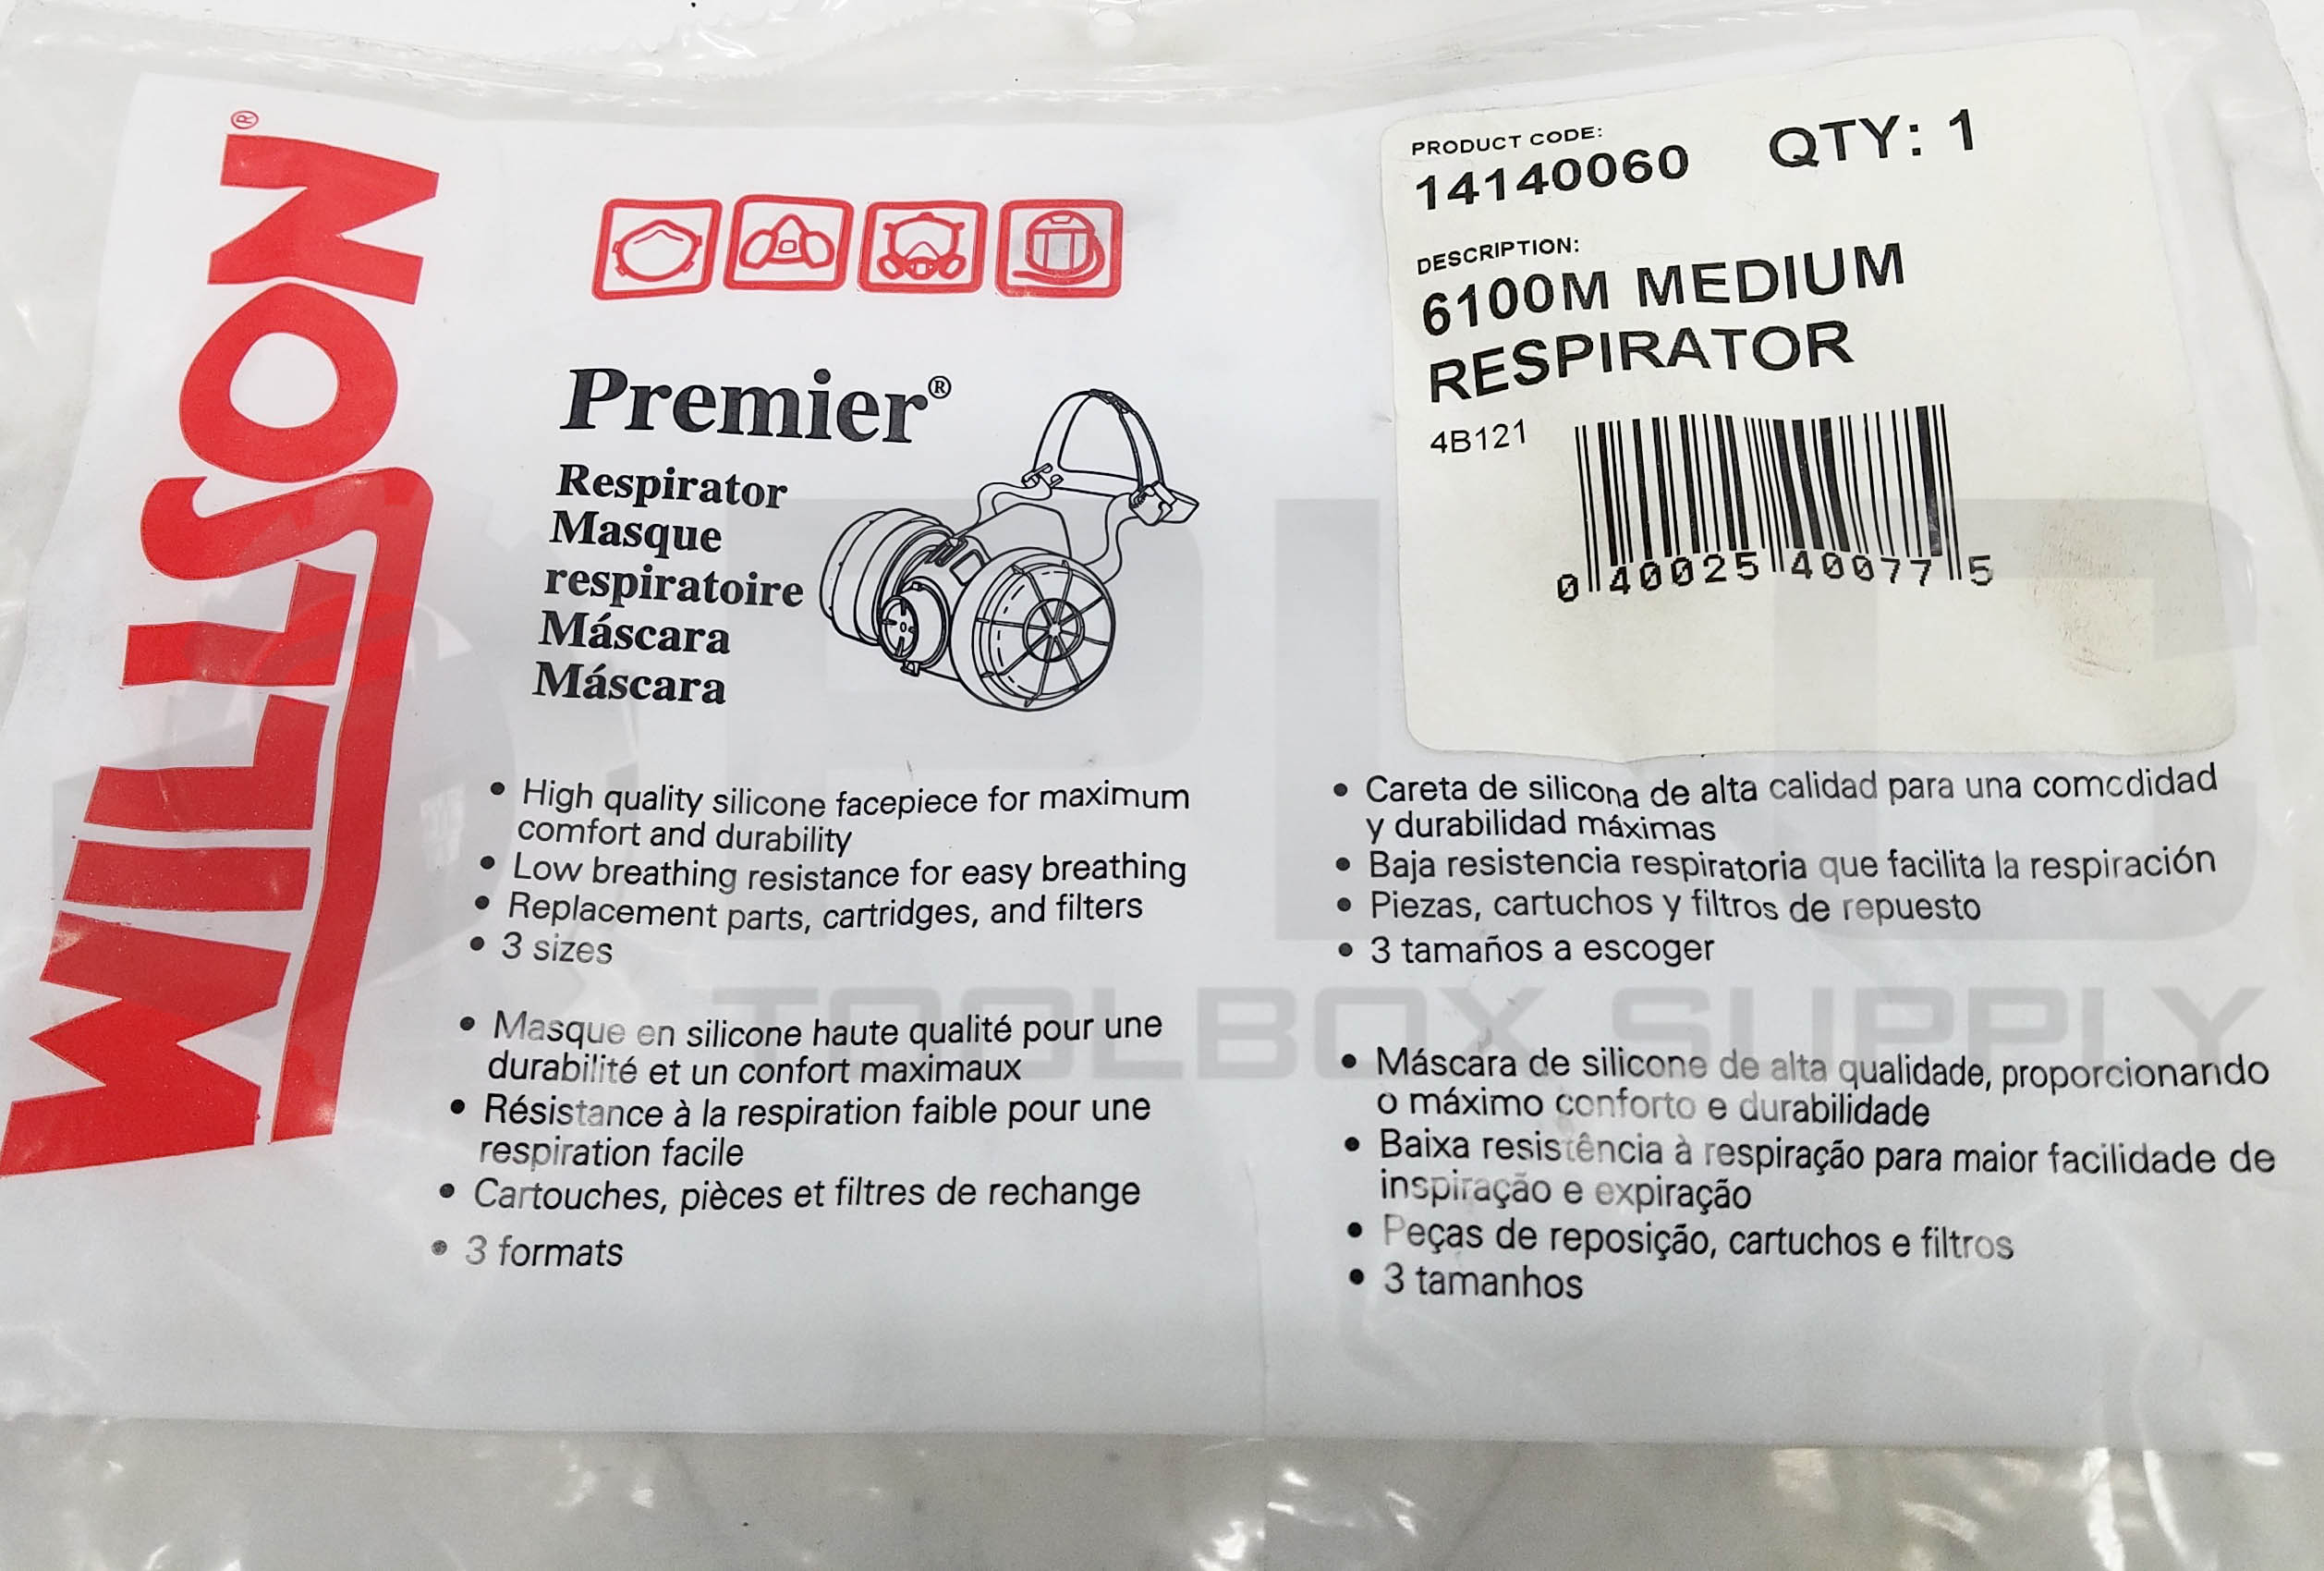 WILLSON®
Premier®
Respirator
Masque
respiratoire
Máscara
Máscara
• High quality silicone facepiece for maximum
comfort and durability
• Low breathing resistance for easy breathing
• Replacement parts, cartridges, and filters
• 3 sizes
• Masque en silicone haute qualité pour une
durabilité et un confort maximaux
• Résistance à la respiration faible pour une
respiration facile
• Cartouches, pièces et filtres de rechange
• 3 formats
PRODUCT CODE:
14140060 QTY: 1
DESCRIPTION:
6100M MEDIUM
RESPIRATOR
4B121
0 40025 40077 5
• Careta de silicona de alta calidad para una comodidad
y durabilidad máximas
• Baja resistencia respiratoria que facilita la respiración
• Piezas, cartuchos y filtros de repuesto
• 3 tamaños a escoger
• Máscara de silicone de alta qualidade, proporcionando
o máximo conforto e durabilidade
• Baixa resistência à respiração para maior facilidade de
inspiração e expiração
• Peças de reposição, cartuchos e filtros
• 3 tamanhos
PLC
TOOLBOX SUPPLY